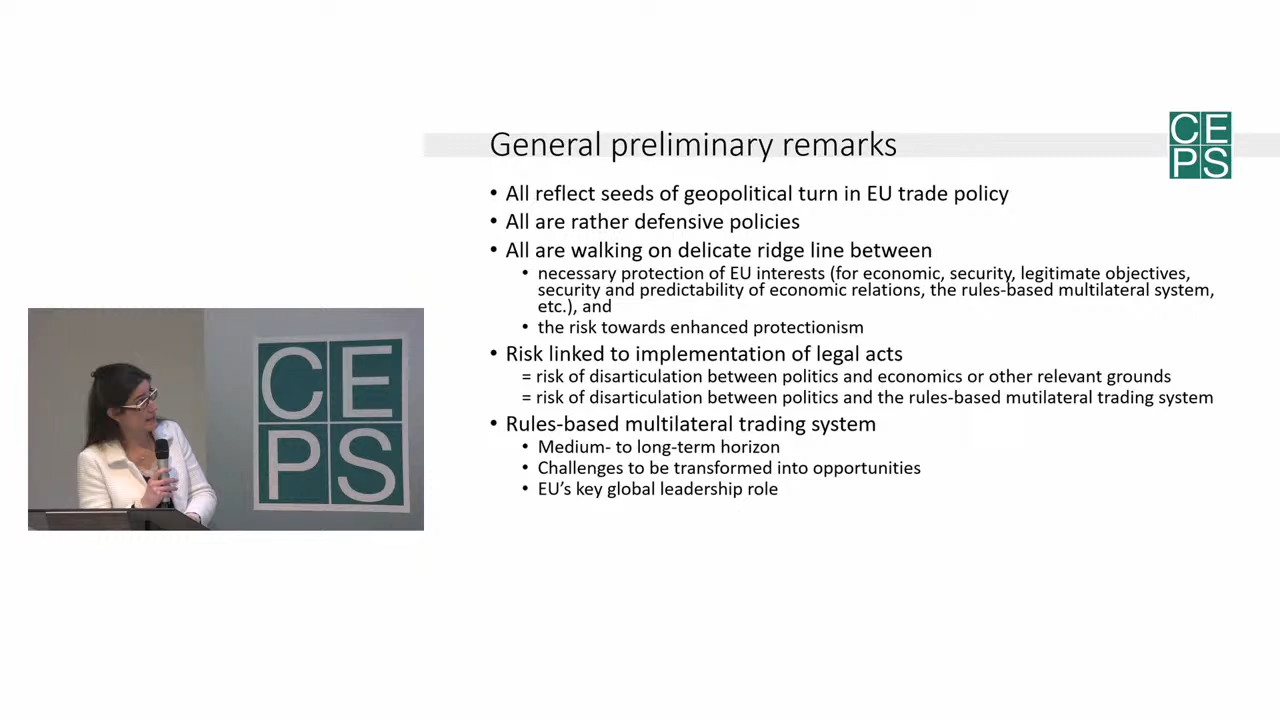 General preliminary remarks
CE
PS
• All reflect seeds of geopolitical turn in EU trade policy
• All are rather defensive policies
• All are walking on delicate ridge line between
• necessary protection of EU interests (for economic, security, legitimate objectives,
security and predictability of economic relations, the rules-based multilateral system,
etc.), and
• the risk towards enhanced protectionism
• Risk linked to implementation of legal acts
= risk of disarticulation between politics and economics or other relevant grounds
= risk of disarticulation between politics and the rules-based mutilateral trading system
• Rules-based multilateral trading system
• Medium- to long-term horizon
• Challenges to be transformed into opportunities
• EU's key global leadership role
CE
PS